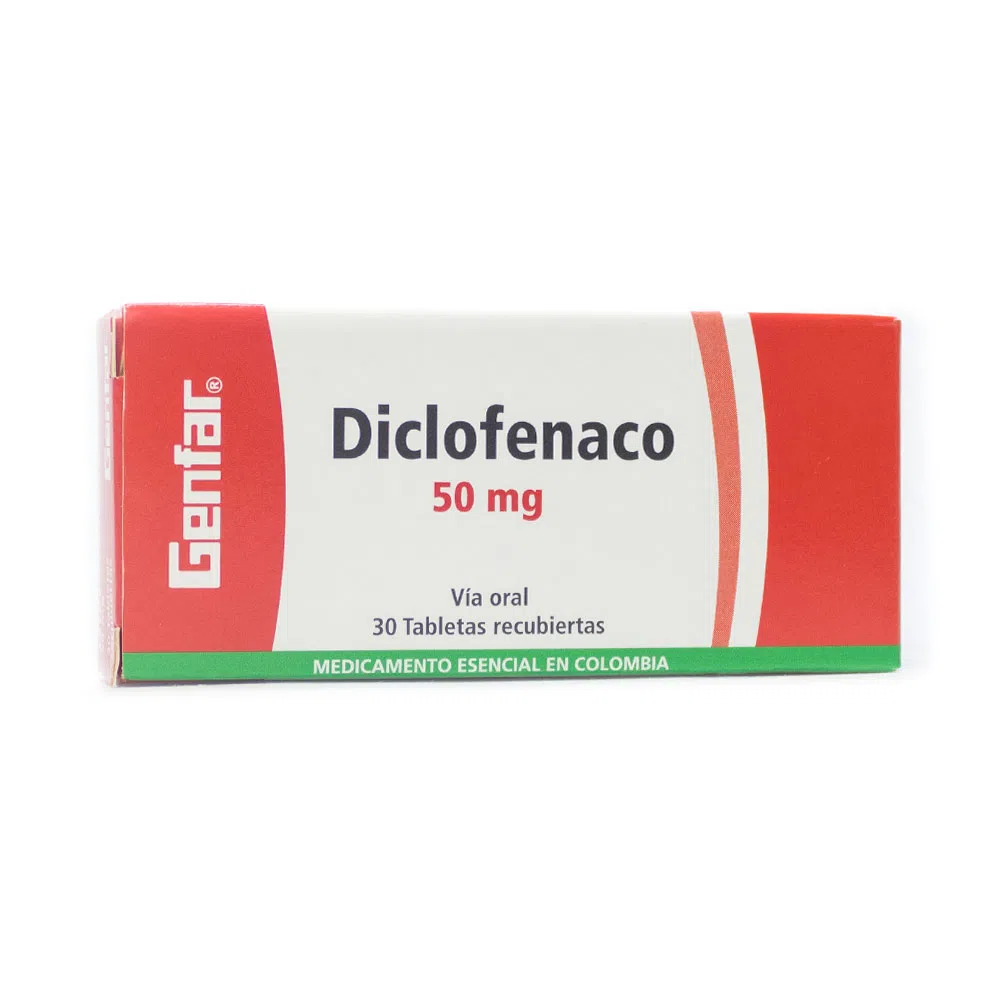 Genfar®
Diclofenaco
50 mg
Vía oral
30 Tabletas recubiertas
MEDICAMENTO ESENCIAL EN COLOMBIA